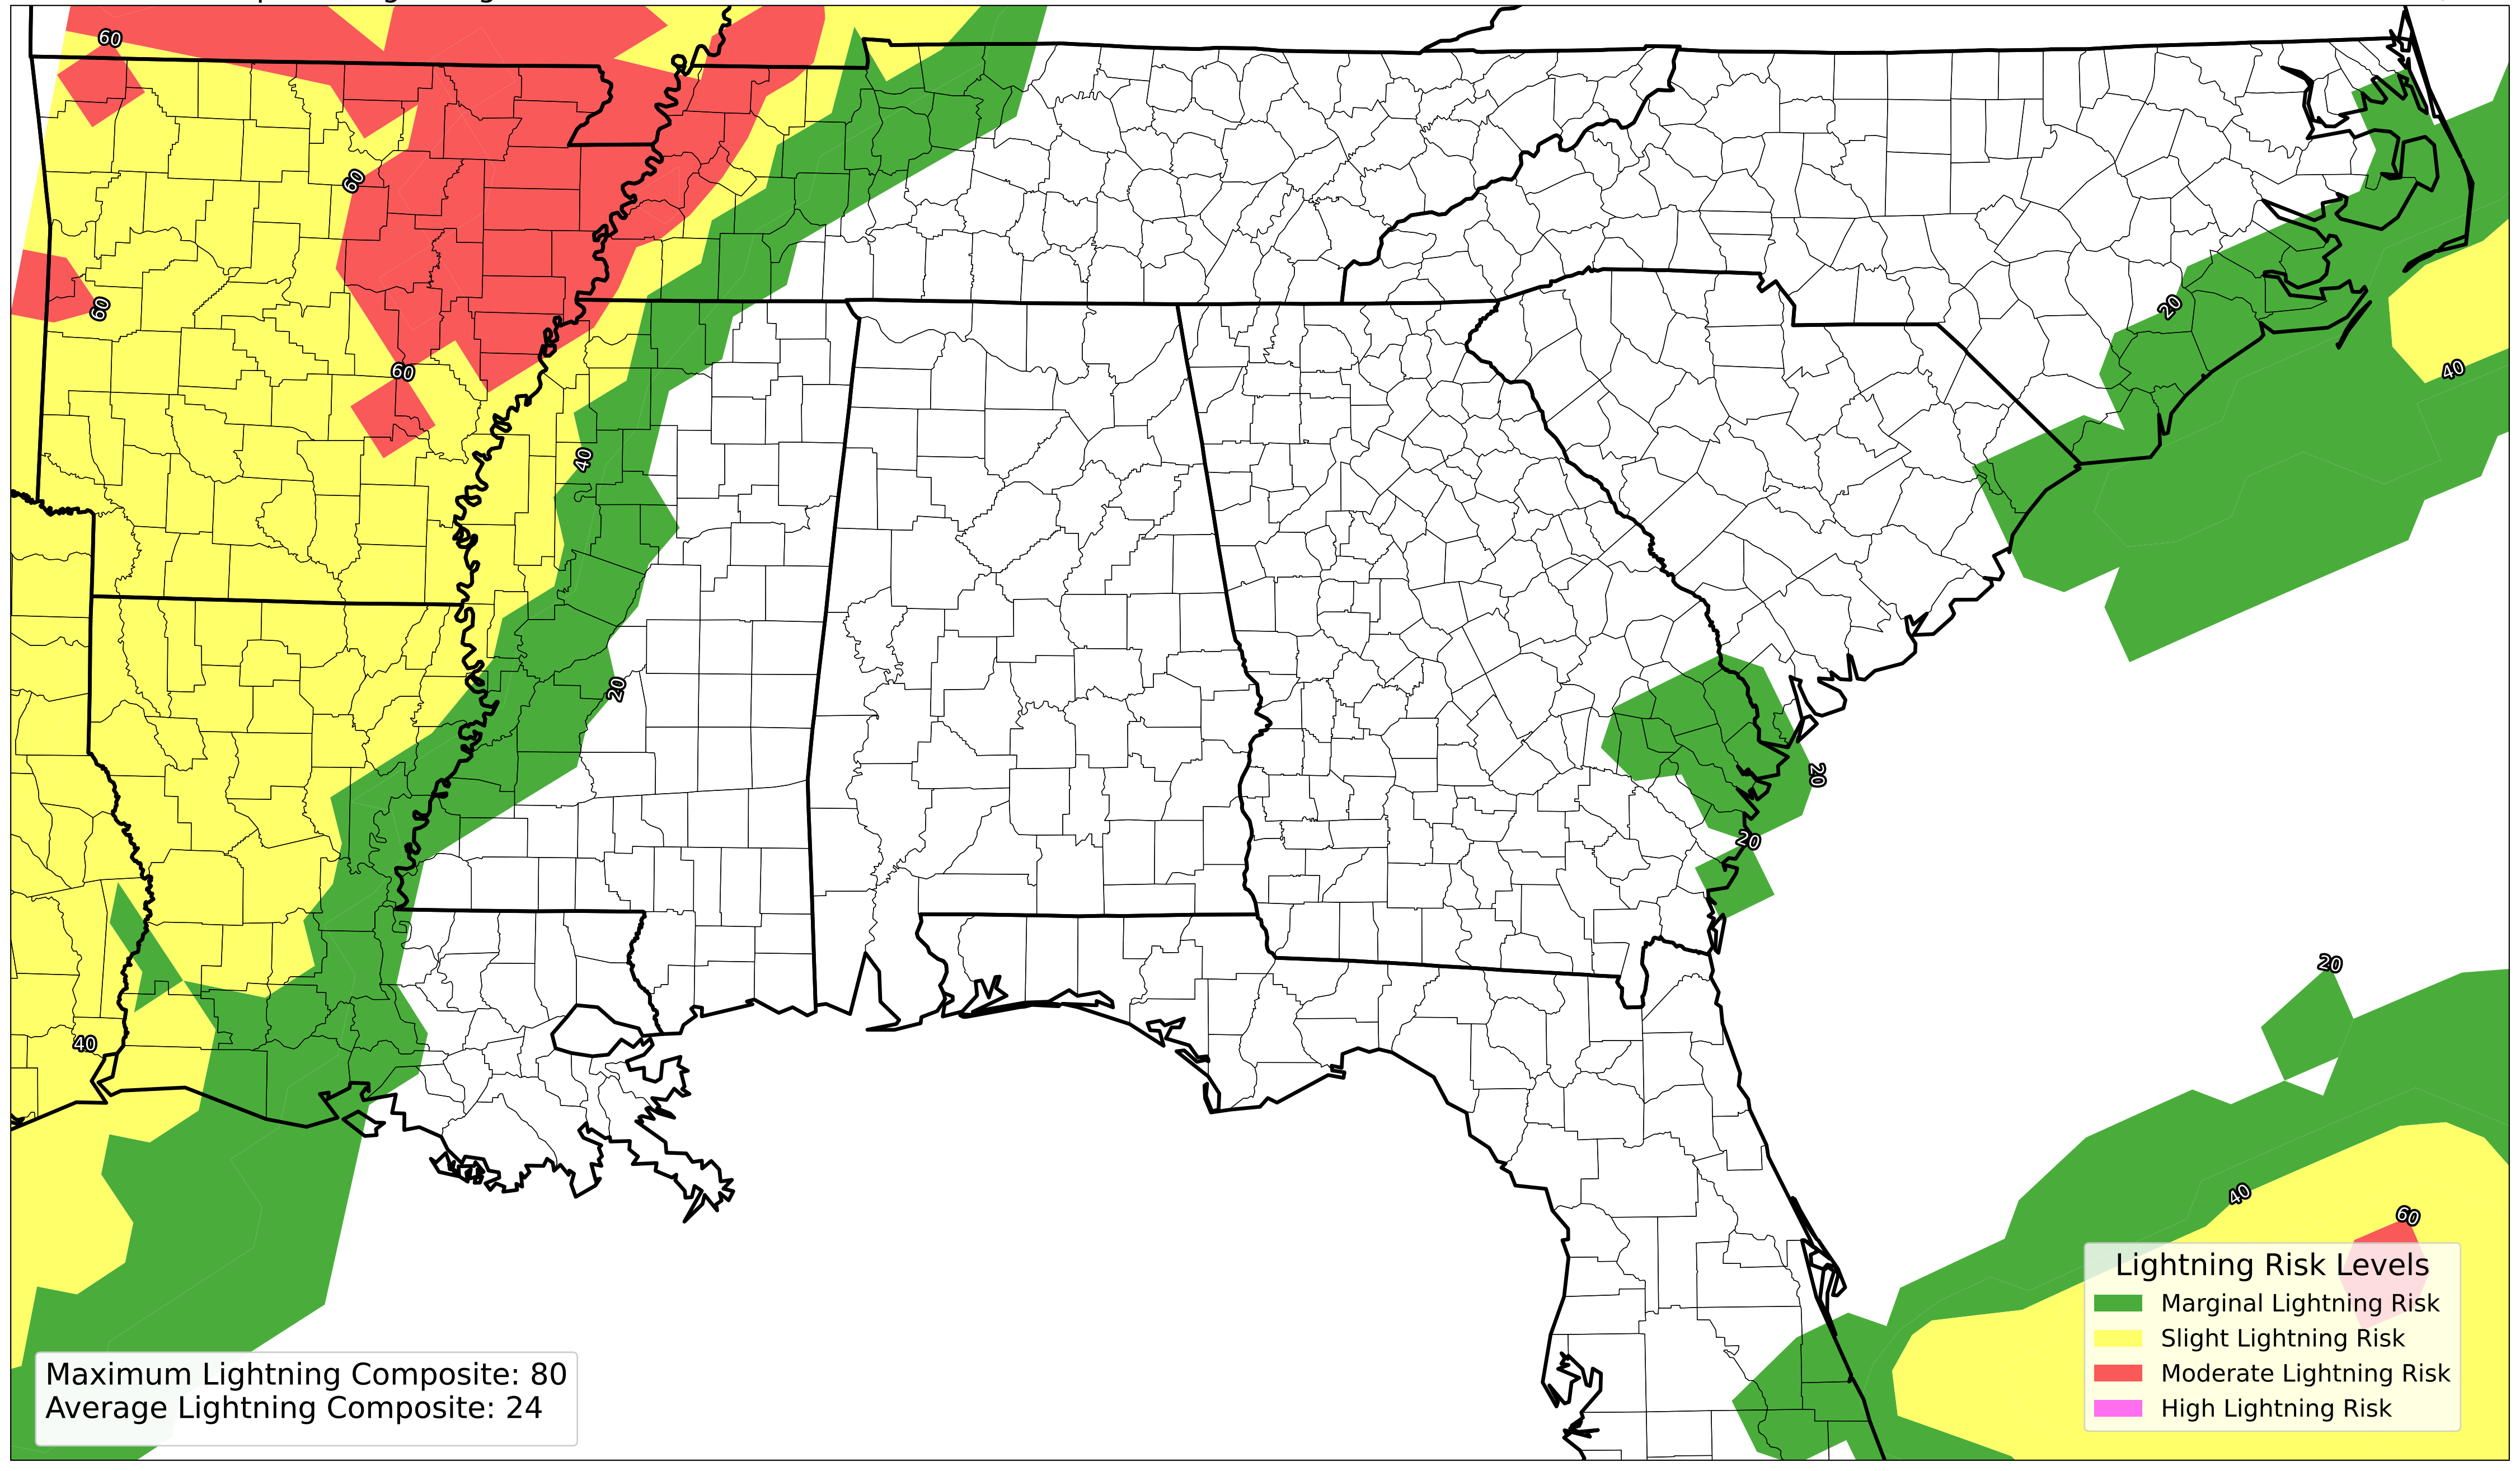 60
60
60
60
40
20
40
20
40
20
20
20
40
60
Maximum Lightning Composite: 80
Average Lightning Composite: 24
Lightning Risk Levels
Marginal Lightning Risk
Slight Lightning Risk
Moderate Lightning Risk
High Lightning Risk